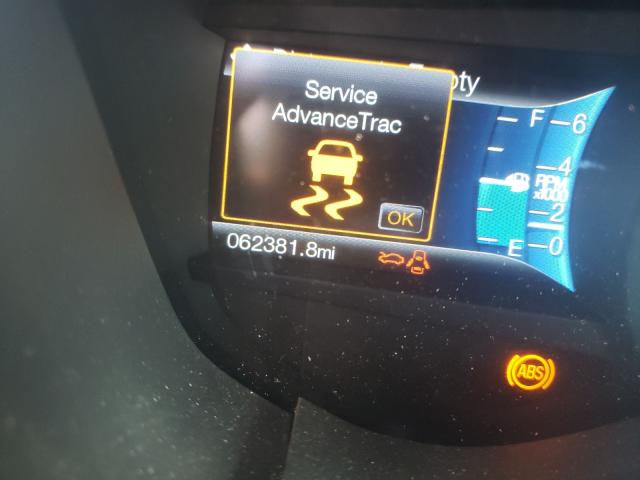 Service
AdvanceTrac
OK
F
6
4
RPM
x1000
2
E
0
062381.8mi
ABS